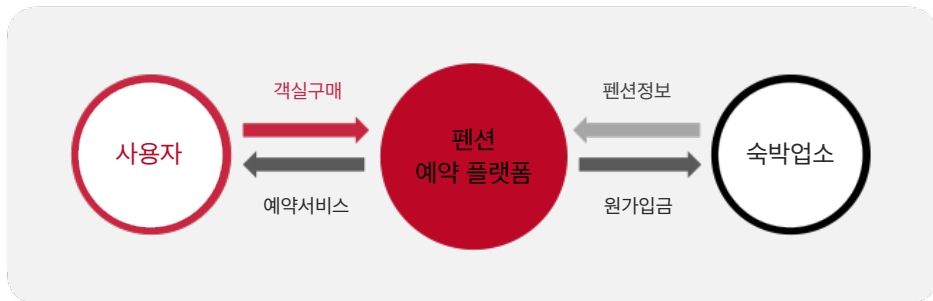 객실구매
펜션정보
사용자
펜션
예약 플랫폼
숙박업소
예약서비스
원가입금